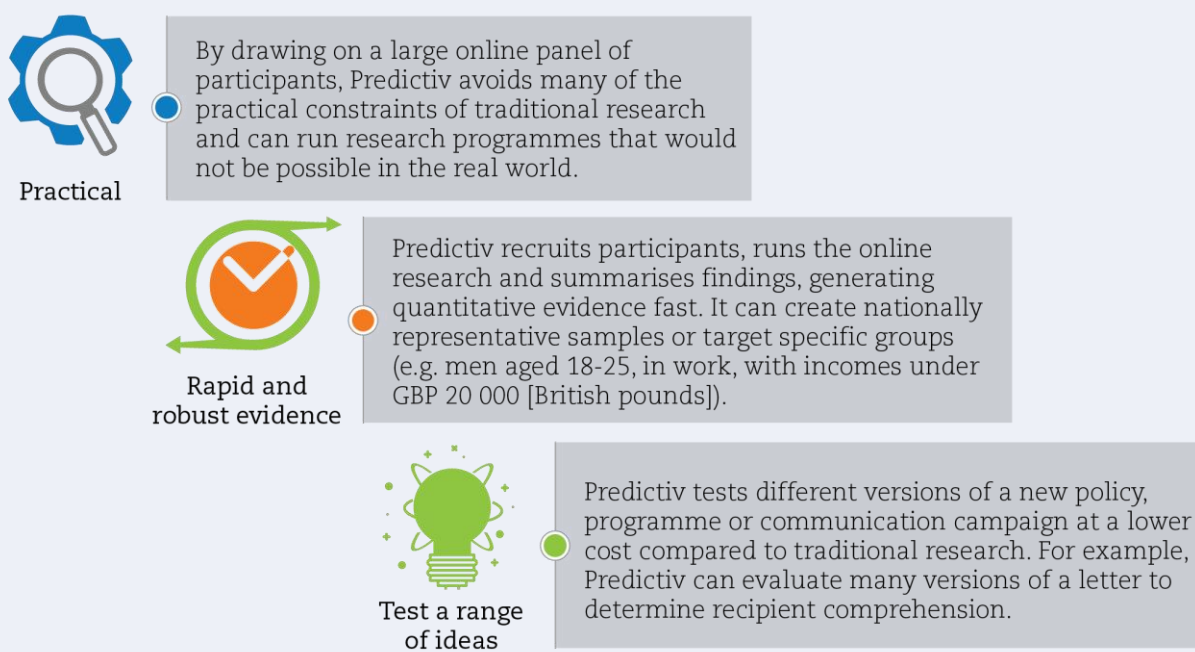 By drawing on a large online panel of
participants, Predictiv avoids many of the
practical constraints of traditional research
and can run research programmes that would
not be possible in the real world.
Practical
Predictiv recruits participants, runs the online
research and summarises findings, generating
quantitative evidence fast. It can create nationally
representative samples or target specific groups
(e.g. men aged 18-25, in work, with incomes under
GBP 20 000 [British pounds]).
Rapid and
robust evidence
Predictiv tests different versions of a new policy,
programme or communication campaign at a lower
cost compared to traditional research. For example,
Predictiv can evaluate many versions of a letter to
determine recipient comprehension.
Test a range
of ideas